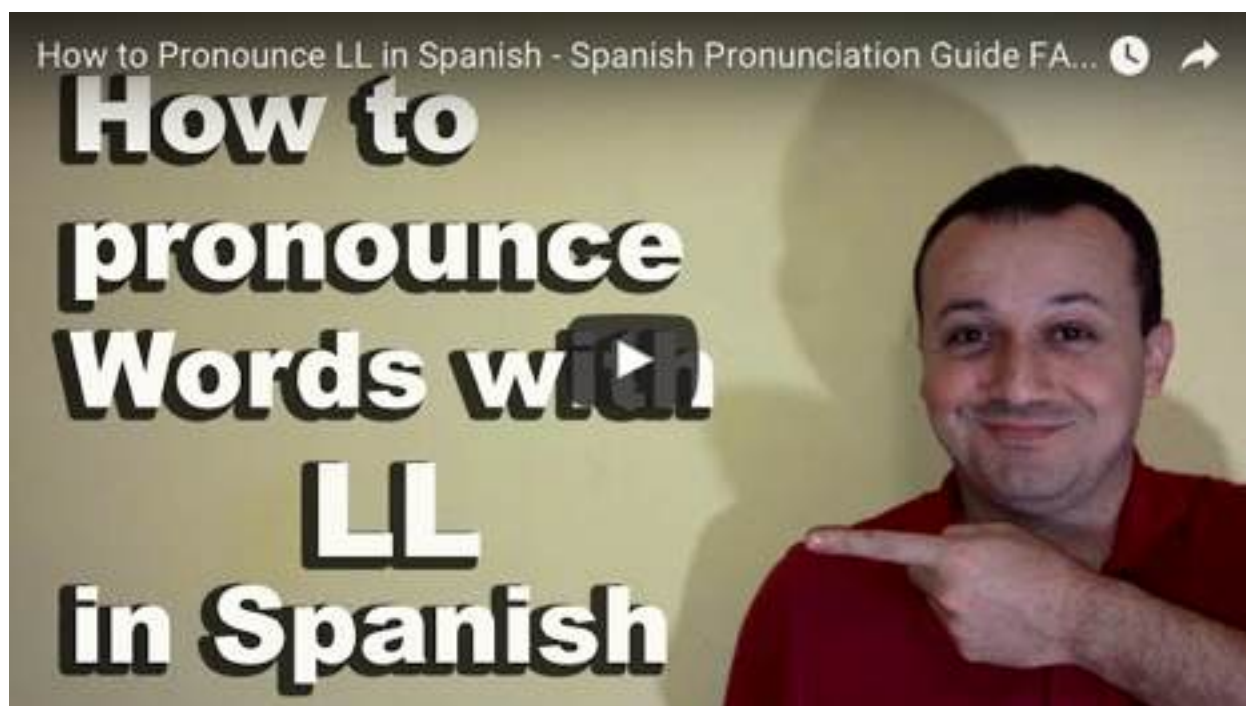 How to Pronounce LL in Spanish - Spanish Pronunciation Guide FA...
How to
pronounce
Words with
LL
in Spanish